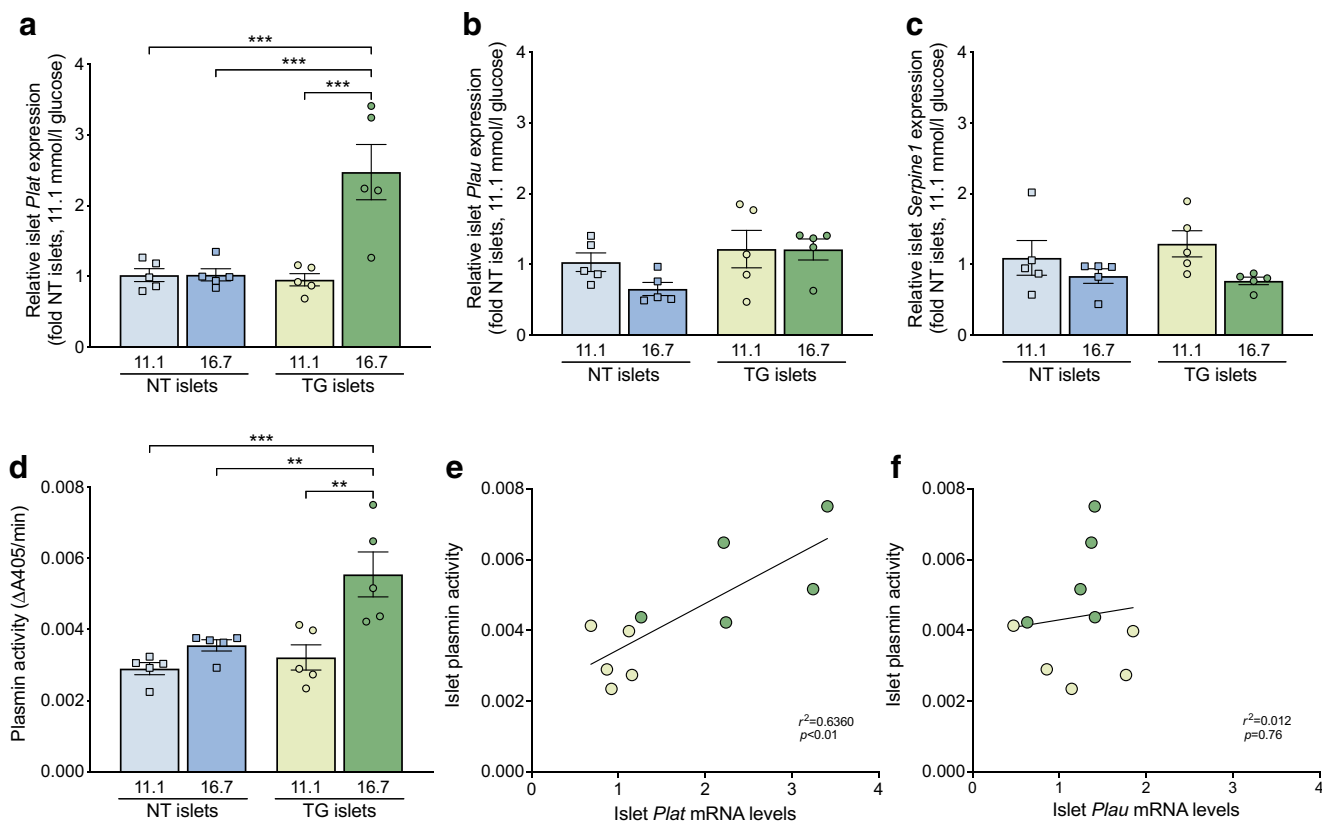 a
Relative islet Plat expression
(fold NT islets, 11.1 mmol/l glucose)
4
3
2
1
0
***
***
***
11.1 16.7 11.1 16.7
NT islets TG islets
b
Relative islet Plau expression
(fold NT islets, 11.1 mmol/l glucose)
4
3
2
1
0
11.1 16.7 11.1 16.7
NT islets TG islets
c
Relative islet Serpine1 expression
(fold NT islets, 11.1 mmol/l glucose)
4
3
2
1
0
11.1 16.7 11.1 16.7
NT islets TG islets
d
Plasmin activity (ΔA405/min)
0.008
0.006
0.004
0.002
0.000
***
**
**
11.1 16.7 11.1 16.7
NT islets TG islets
e
Islet plasmin activity
0.008
0.006
0.004
0.002
0.000
r²=0.6360
p<0.01
0 1 2 3 4
Islet Plat mRNA levels
f
Islet plasmin activity
0.008
0.006
0.004
0.002
0.000
r²=0.012
p=0.76
0 1 2 3 4
Islet Plau mRNA levels